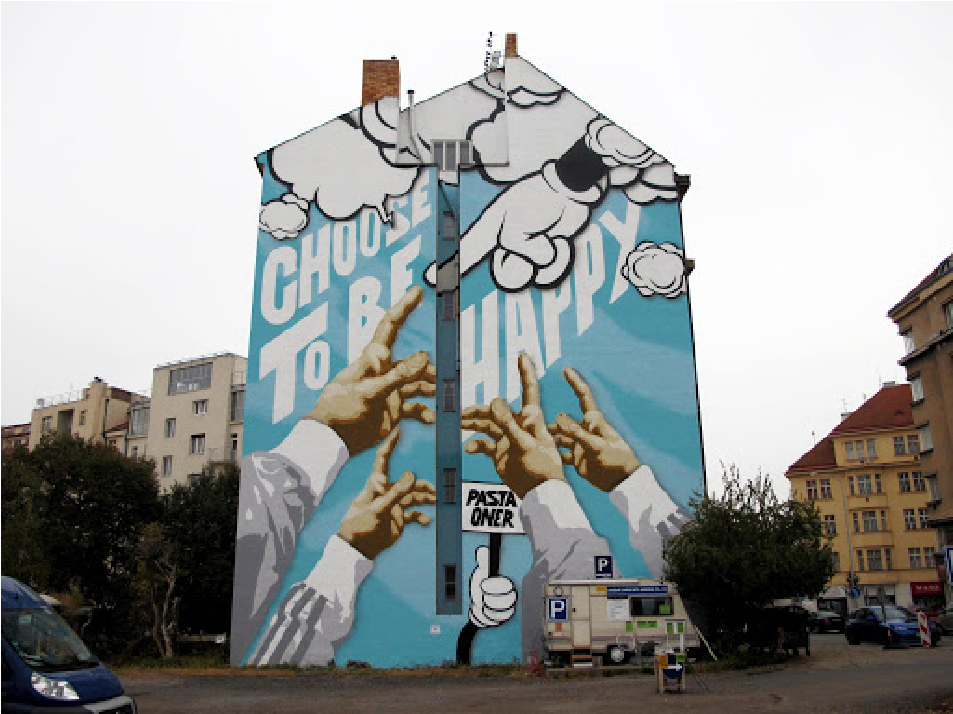 CHOOSE
TO BE
HAPPY
PASTA
ONER
P
P